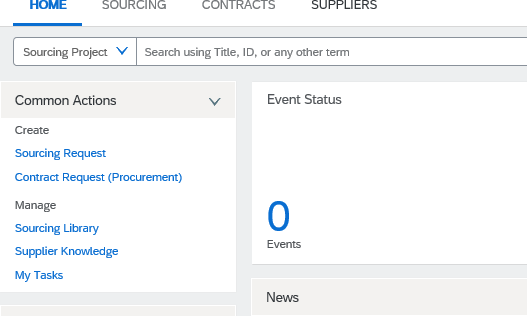 HOME SOURCING CONTRACTS SUPPLIERS
Sourcing Project Search using Title, ID, or any other term
Common Actions
Create
Sourcing Request
Contract Request (Procurement)
Manage
Sourcing Library
Supplier Knowledge
My Tasks
Event Status
0
Events
News